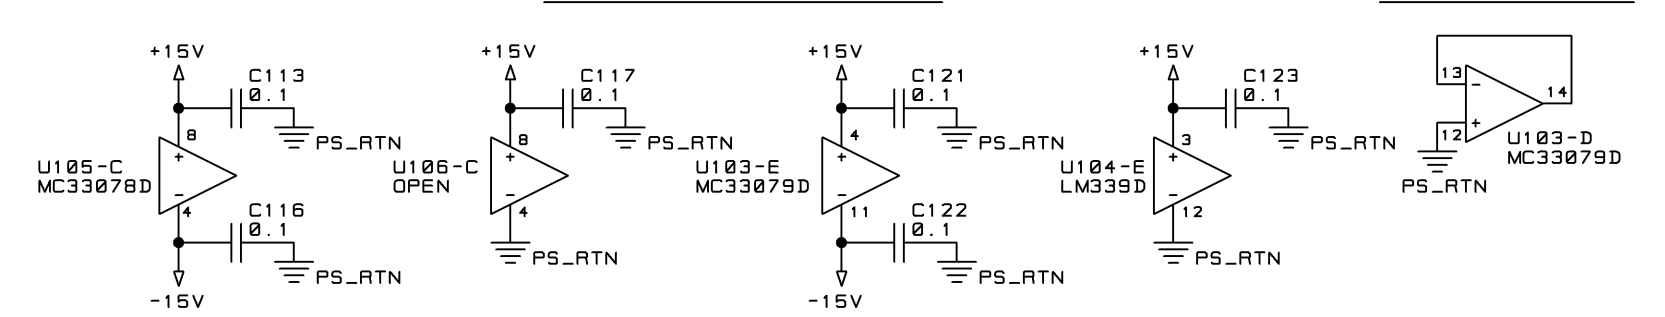 +15V
C113
0.1
8
PS_RTN
+
U105-C
MC33078D
-
4
C116
0.1
PS_RTN
-15V
+15V
C117
0.1
8
PS_RTN
+
U106-C
OPEN
-
4
PS_RTN
+15V
C121
0.1
4
PS_RTN
+
U103-E
MC33079D
-
11
C122
0.1
PS_RTN
-15V
+15V
C123
0.1
3
PS_RTN
+
U104-E
LM339D
-
12
PS_RTN
13
-
14
+
12
U103-D
MC33079D
PS_RTN